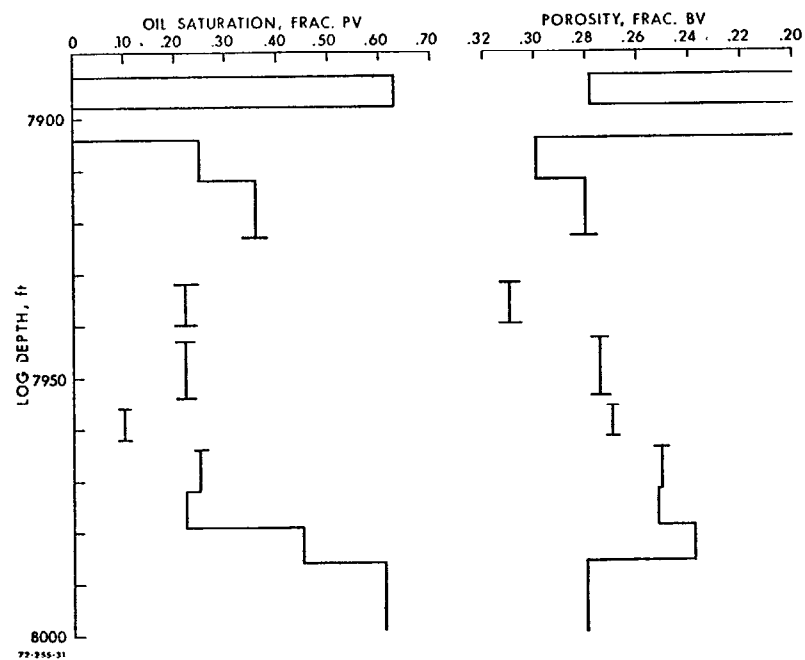 OIL SATURATION, FRAC. PV
0 .10 .20 .30 .40 .50 .60 .70
POROSITY, FRAC. BV
.32 .30 .28 .26 .24 .22 .20
LOG DEPTH, ft
7900
7950
8000
72-255-31